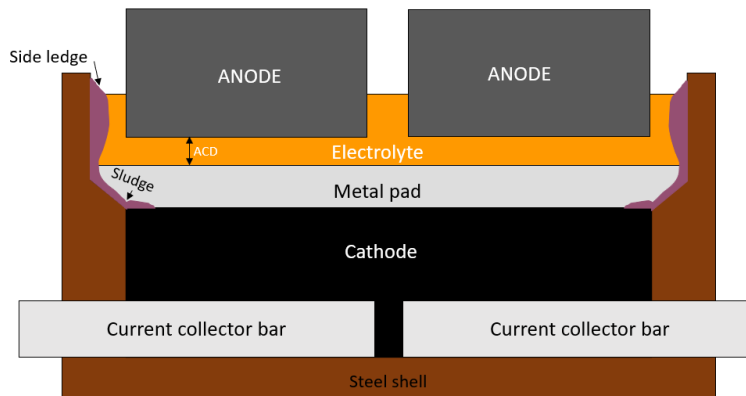 Side ledge
ANODE
ANODE
ACD
Electrolyte
Sludge
Metal pad
Cathode
Current collector bar
Current collector bar
Steel shell